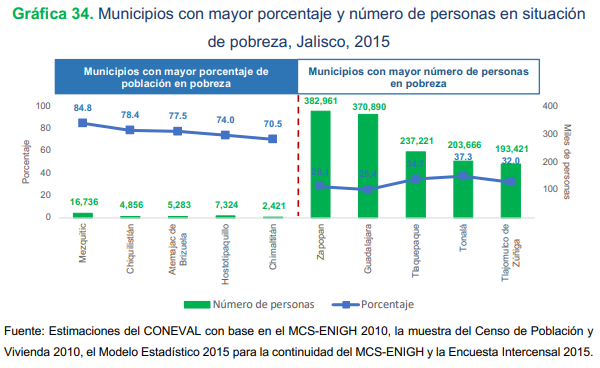 Gráfica 34. Municipios con mayor porcentaje y número de personas en situación
de pobreza, Jalisco, 2015
Municipios con mayor porcentaje de
población en pobreza
Municipios con mayor número de personas
en pobreza
Porcentaje
100
80
60
40
20
0
84.8
78.4
77.5
74.0
70.5
16,736
4,856
5,283
7,324
2,421
382,961
370,890
237,221
203,666
193,421
37.3
32.0
400
300
200
100
Miles de personas
Mezquitic
Chiquilistlán
Atemajac de
Brizuela
Hostotipaquillo
Chimaltitán
Zapopan
Guadalajara
Tlaquepaque
Tonalá
Tlajomulco de
Zúñiga
Número de personas
Porcentaje
Fuente: Estimaciones del CONEVAL con base en el MCS-ENIGH 2010, la muestra del Censo de Población y
Vivienda 2010, el Modelo Estadístico 2015 para la continuidad del MCS-ENIGH y la Encuesta Intercensal 2015.